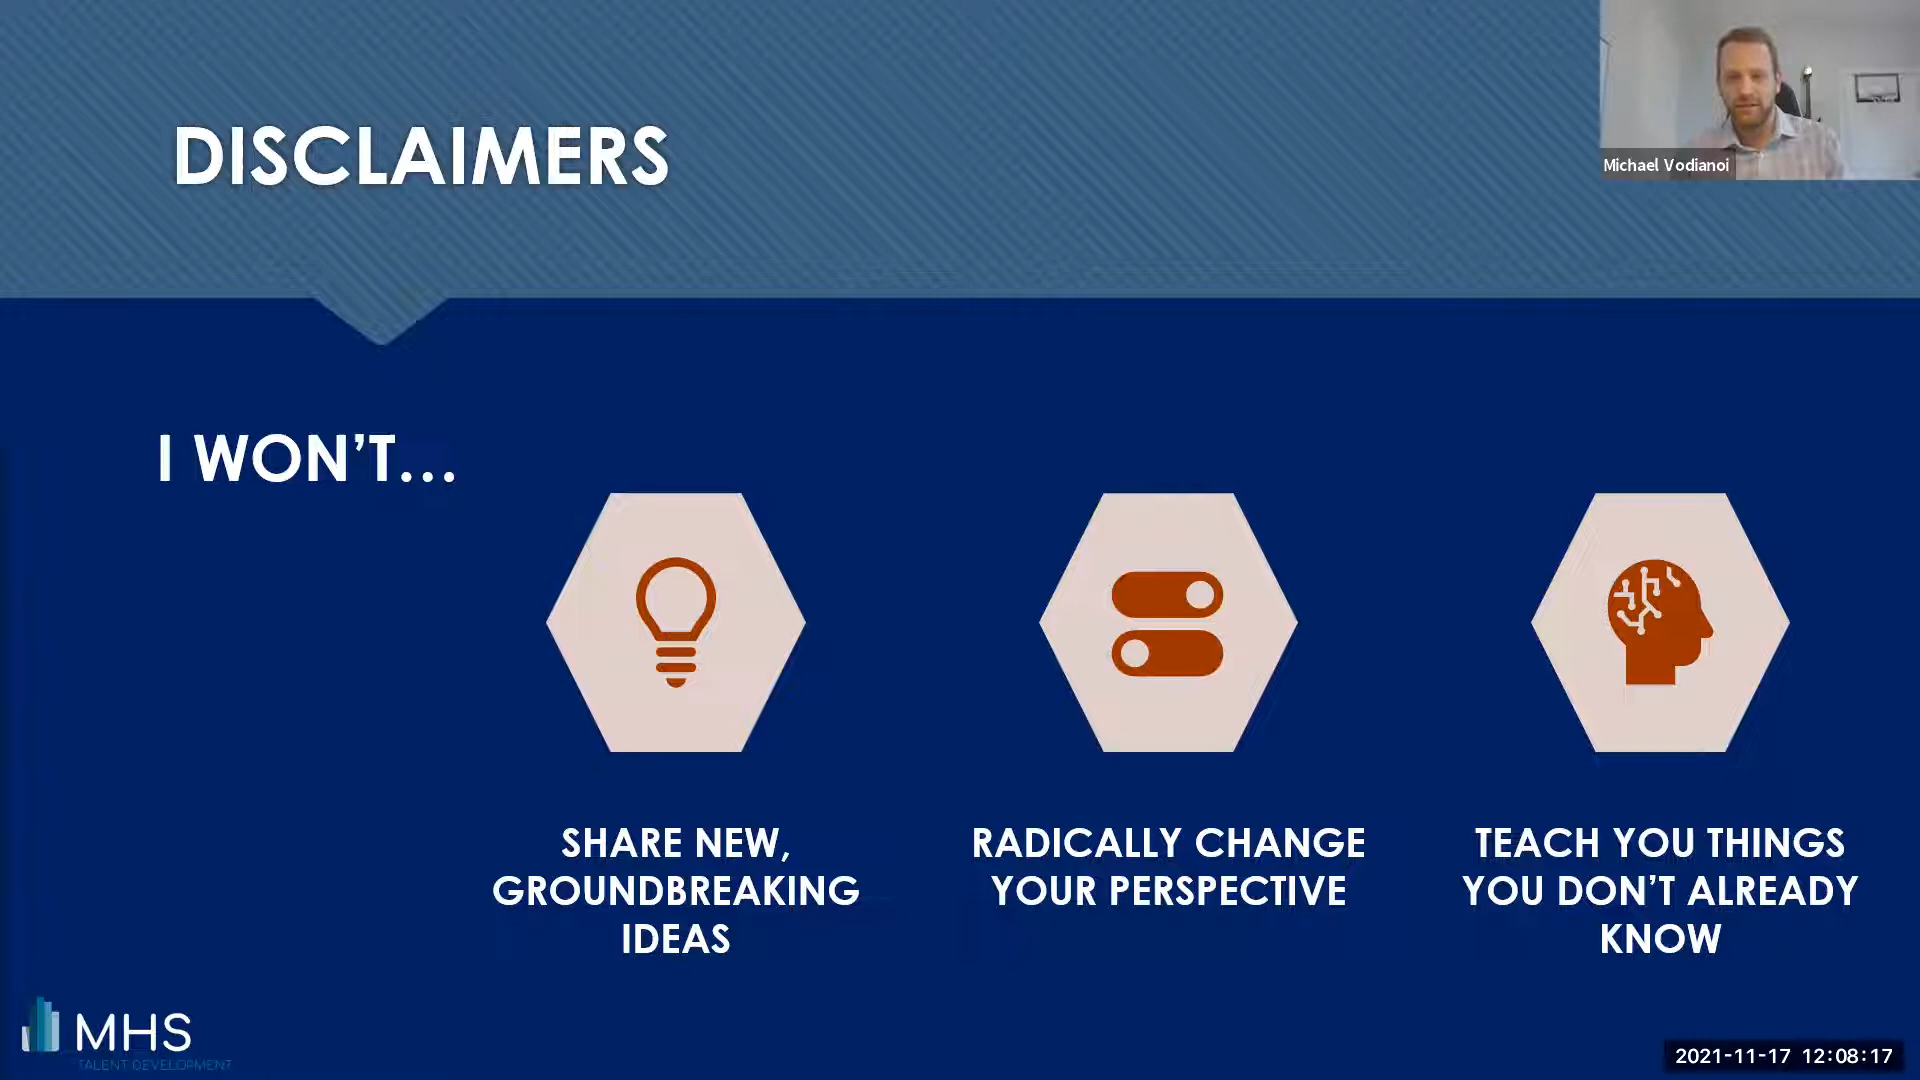 DISCLAIMERS
Michael Vodianoi
I WON’T…
SHARE NEW,
GROUNDBREAKING
IDEAS
RADICALLY CHANGE
YOUR PERSPECTIVE
TEACH YOU THINGS
YOU DON’T ALREADY
KNOW
MHS
TALENT DEVELOPMENT
2021-11-17 12:08:17